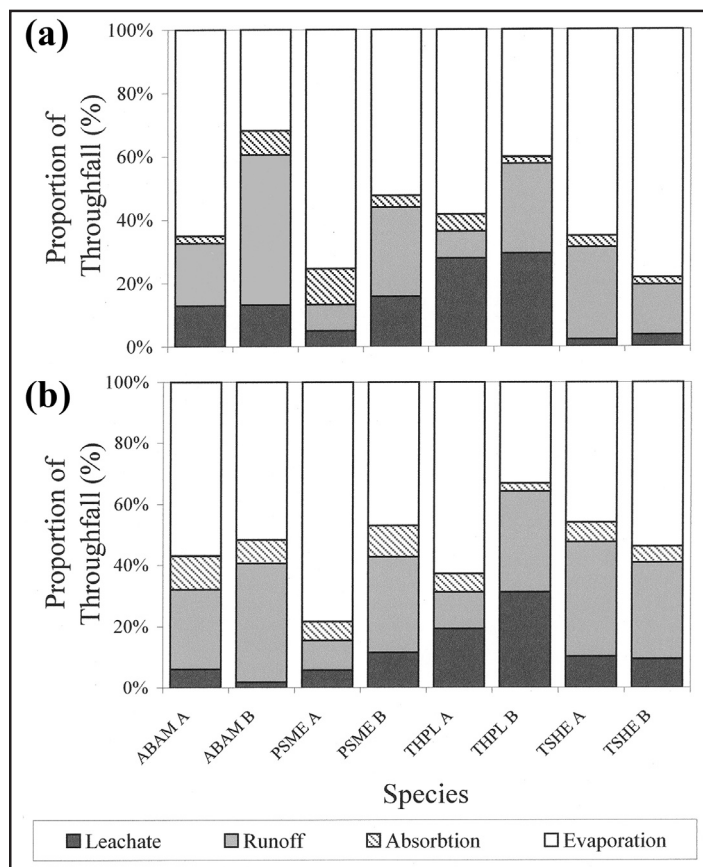 (a)
Proportion of
Throughfall (%)
100%
80%
60%
40%
20%
0%
(b)
Proportion of
Throughfall (%)
100%
80%
60%
40%
20%
0%
ABAM A
ABAM B
PSME A
PSME B
THPL A
THPL B
TSHE A
TSHE B
Species
Leachate
Runoff
Absorbtion
Evaporation